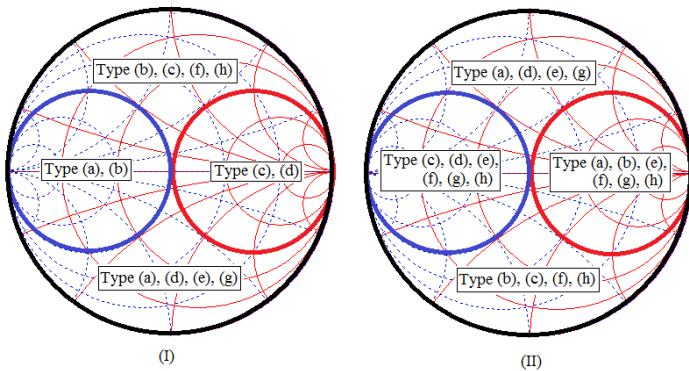 Type (b), (c), (f), (h)
Type (a), (b)
Type (c), (d)
Type (a), (d), (e), (g)
(I)
Type (a), (d), (e), (g)
Type (c), (d), (e),
(f), (g), (h)
Type (a), (b), (e),
(f), (g), (h)
Type (b), (c), (f), (h)
(II)